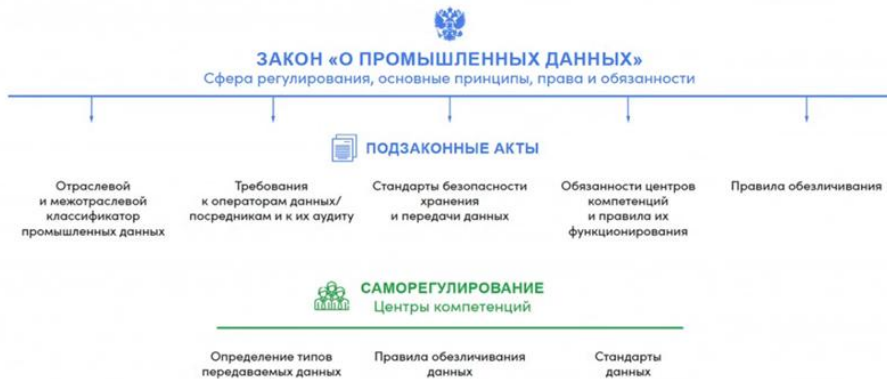 ЗАКОН «О ПРОМЫШЛЕННЫХ ДАННЫХ»
Сфера регулирования, основные принципы, права и обязанности
ПОДЗАКОННЫЕ АКТЫ
Отраслевой
и межотраслевой
классификатор
промышленных данных
Требования
к операторам данных/
посредникам и к их аудиту
Стандарты безопасности
хранения
и передачи данных
Обязанности центров
компетенций
и правила их
функционирования
Правила обезличивания
САМОРЕГУЛИРОВАНИЕ
Центры компетенций
Определение типов
передаваемых данных
Правила обезличивания
данных
Стандарты
данных